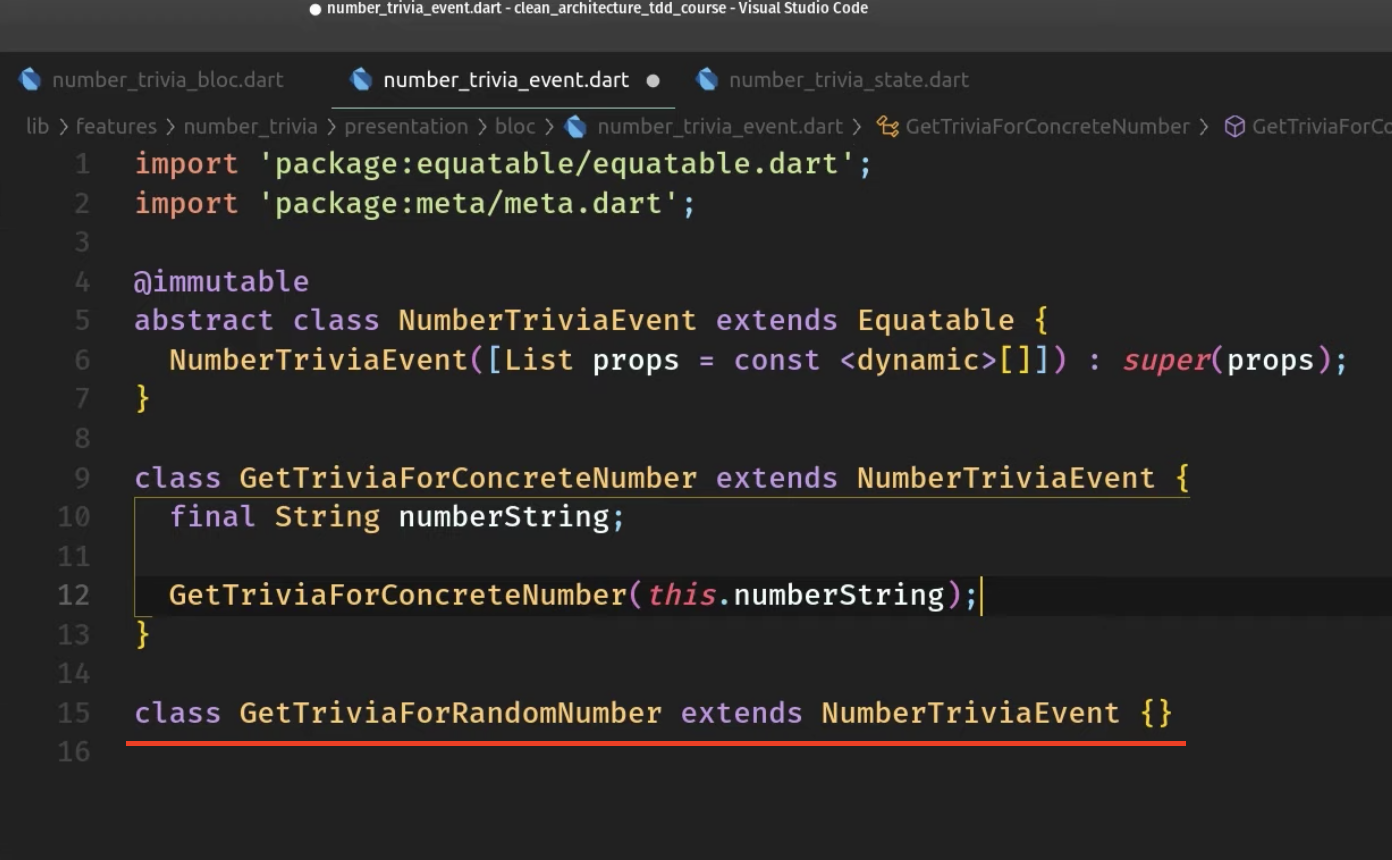 ● number_trivia_event.dart - clean_architecture_tdd_course - Visual Studio Code
number_trivia_bloc.dart number_trivia_event.dart ● number_trivia_state.dart
lib > features > number_trivia > presentation > bloc > number_trivia_event.dart > GetTriviaForConcreteNumber > GetTriviaForCo
1 import 'package:equatable/equatable.dart';
2 import 'package:meta/meta.dart';
3
4 @immutable
5 abstract class NumberTriviaEvent extends Equatable {
6   NumberTriviaEvent([List props = const <dynamic>[]]) : super(props);
7 }
8
9 class GetTriviaForConcreteNumber extends NumberTriviaEvent {
10   final String numberString;
11
12   GetTriviaForConcreteNumber(this.numberString);
13 }
14
15 class GetTriviaForRandomNumber extends NumberTriviaEvent {}
16